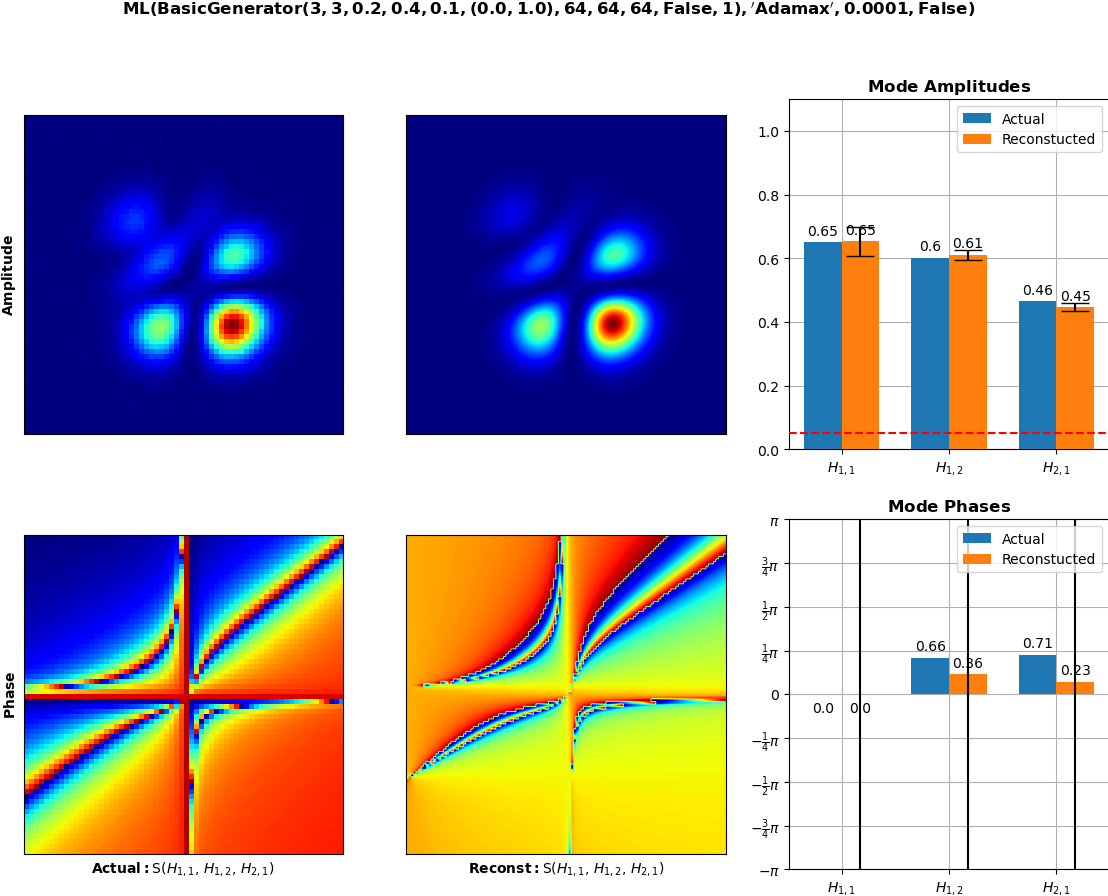 ML(BasicGenerator(3, 3, 0.2, 0.4, 0.1, (0.0, 1.0), 64, 64, 64, False, 1), ′Adamax′, 0.0001, False)
Mode Amplitudes
Actual
Reconstucted
1.0
0.8
0.6
0.4
0.2
0.0
0.65 0.65
0.6 0.61
0.46 0.45
H1,1 H1,2 H2,1
Amplitude
Mode Phases
Actual
Reconstucted
π
3/4π
1/2π
1/4π
0
−1/4π
−1/2π
−3/4π
−π
0.0 0.0
0.66 0.36
0.71 0.23
H1,1 H1,2 H2,1
Phase
Actual: S(H1,1, H1,2, H2,1)
Reconst: S(H1,1, H1,2, H2,1)